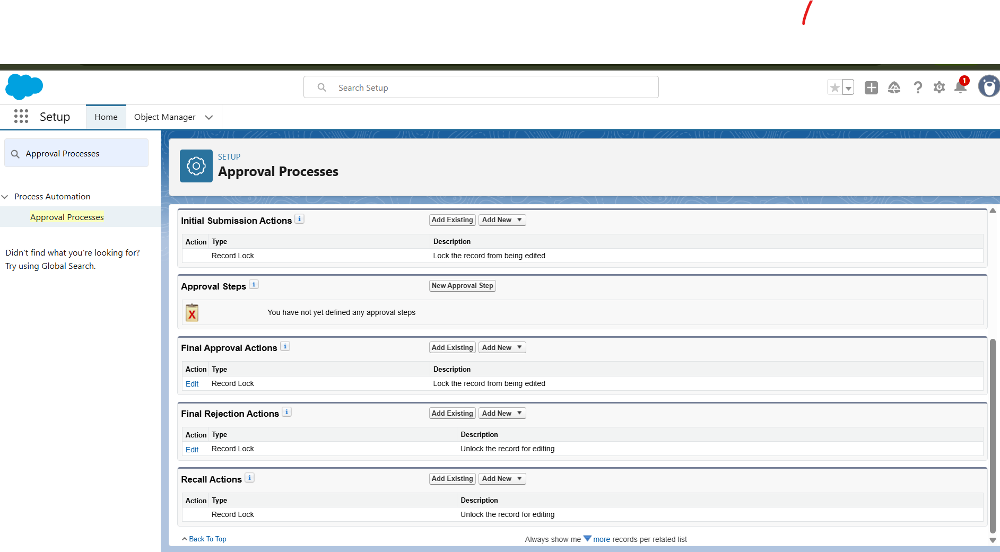 Search Setup
1
Setup
Home
Object Manager
Approval Processes
Process Automation
Approval Processes
Didn't find what you're looking for?
Try using Global Search.
SETUP
Approval Processes
Initial Submission Actions i Add Existing Add New
Action Type Description
Record Lock Lock the record from being edited
Approval Steps i New Approval Step
X You have not yet defined any approval steps
Final Approval Actions i Add Existing Add New
Action Type Description
Edit Record Lock Lock the record from being edited
Final Rejection Actions i Add Existing Add New
Action Type Description
Edit Record Lock Unlock the record for editing
Recall Actions i Add Existing Add New
Action Type Description
Record Lock Unlock the record for editing
Back To Top
Always show me more records per related list